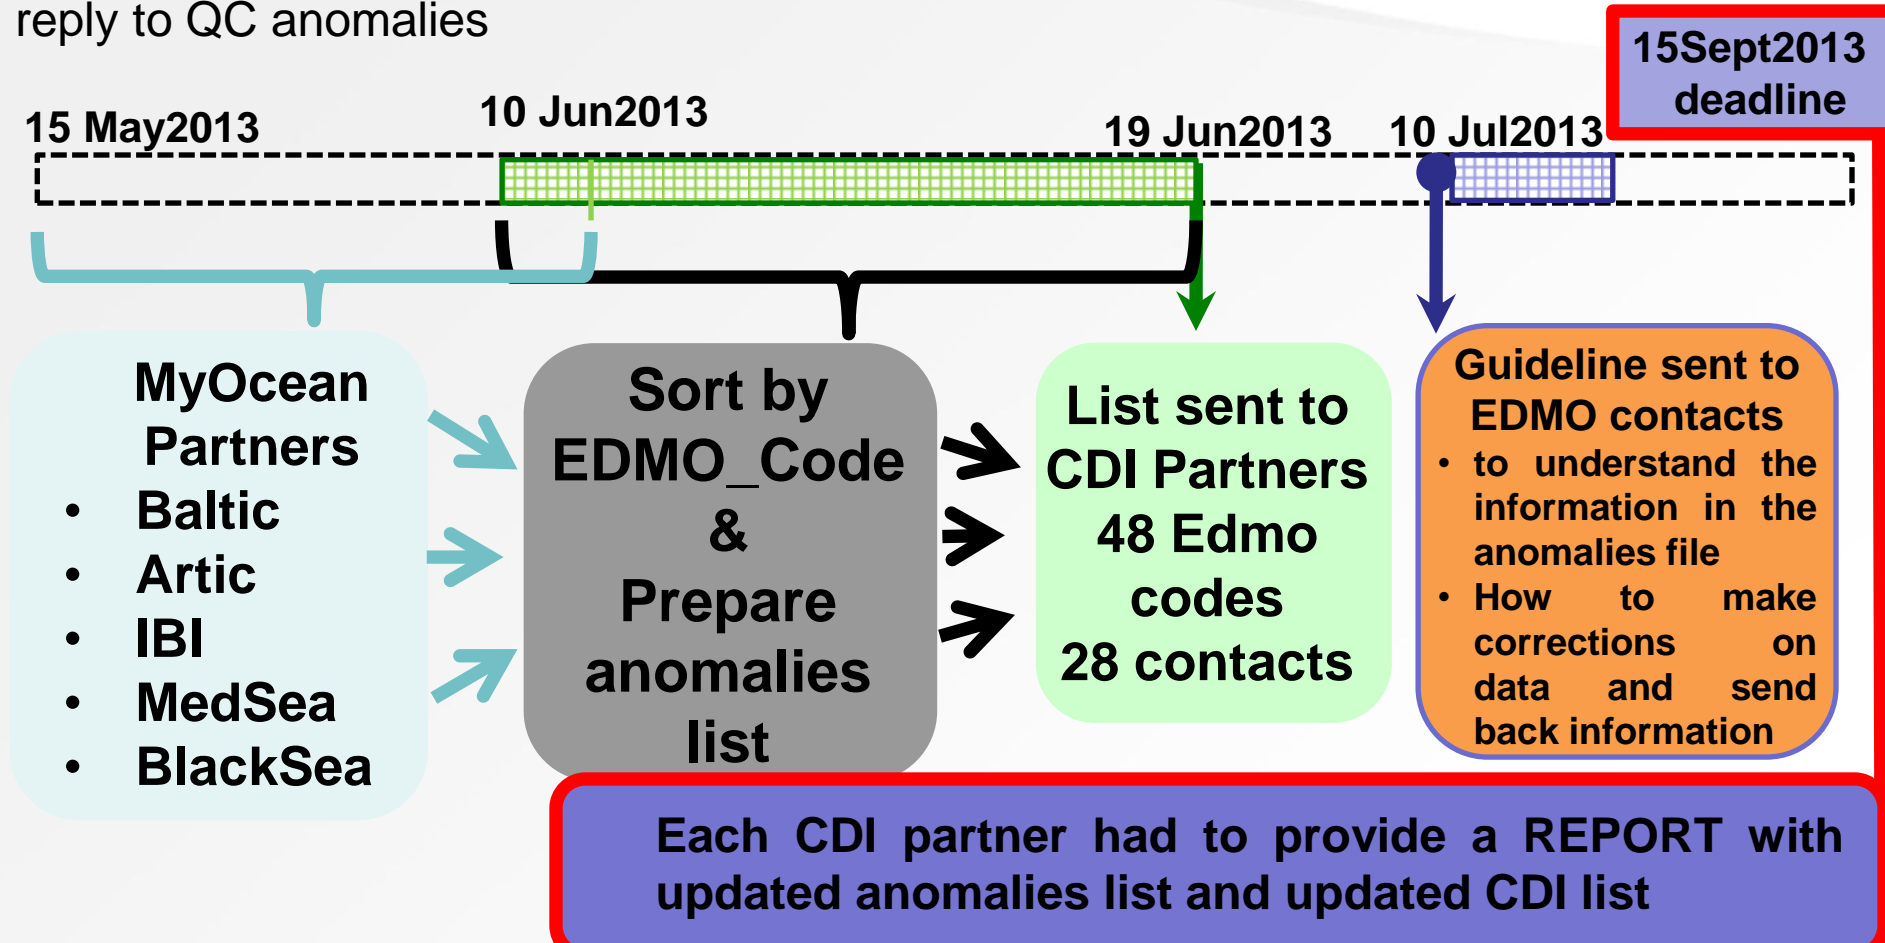 reply to QC anomalies
15Sept2013
deadline
15 May2013
10 Jun2013
19 Jun2013
10 Jul2013
MyOcean
Partners
• Baltic
• Artic
• IBI
• MedSea
• BlackSea
Sort by
EDMO_Code
&
Prepare
anomalies
list
List sent to
CDI Partners
48 Edmo
codes
28 contacts
Guideline sent to
EDMO contacts
• to understand the
information in the
anomalies file
• How to make
corrections on
data and send
back information
Each CDI partner had to provide a REPORT with
updated anomalies list and updated CDI list